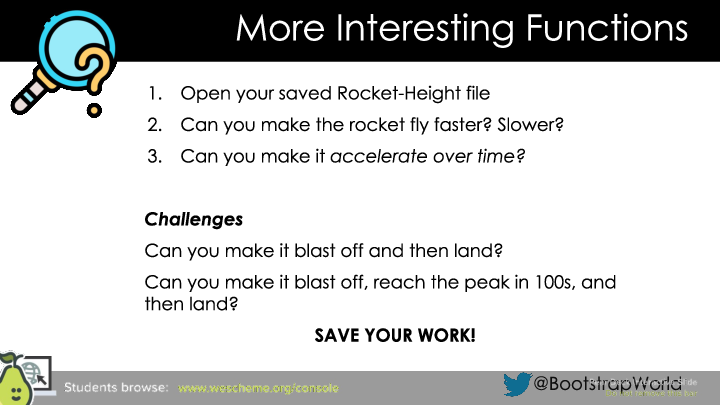 More Interesting Functions
1. Open your saved Rocket-Height file
2. Can you make the rocket fly faster? Slower?
3. Can you make it accelerate over time?
Challenges
Can you make it blast off and then land?
Can you make it blast off, reach the peak in 100s, and
then land?
SAVE YOUR WORK!
Students browse: www.wescheme.org/console
@BootstrapWorld